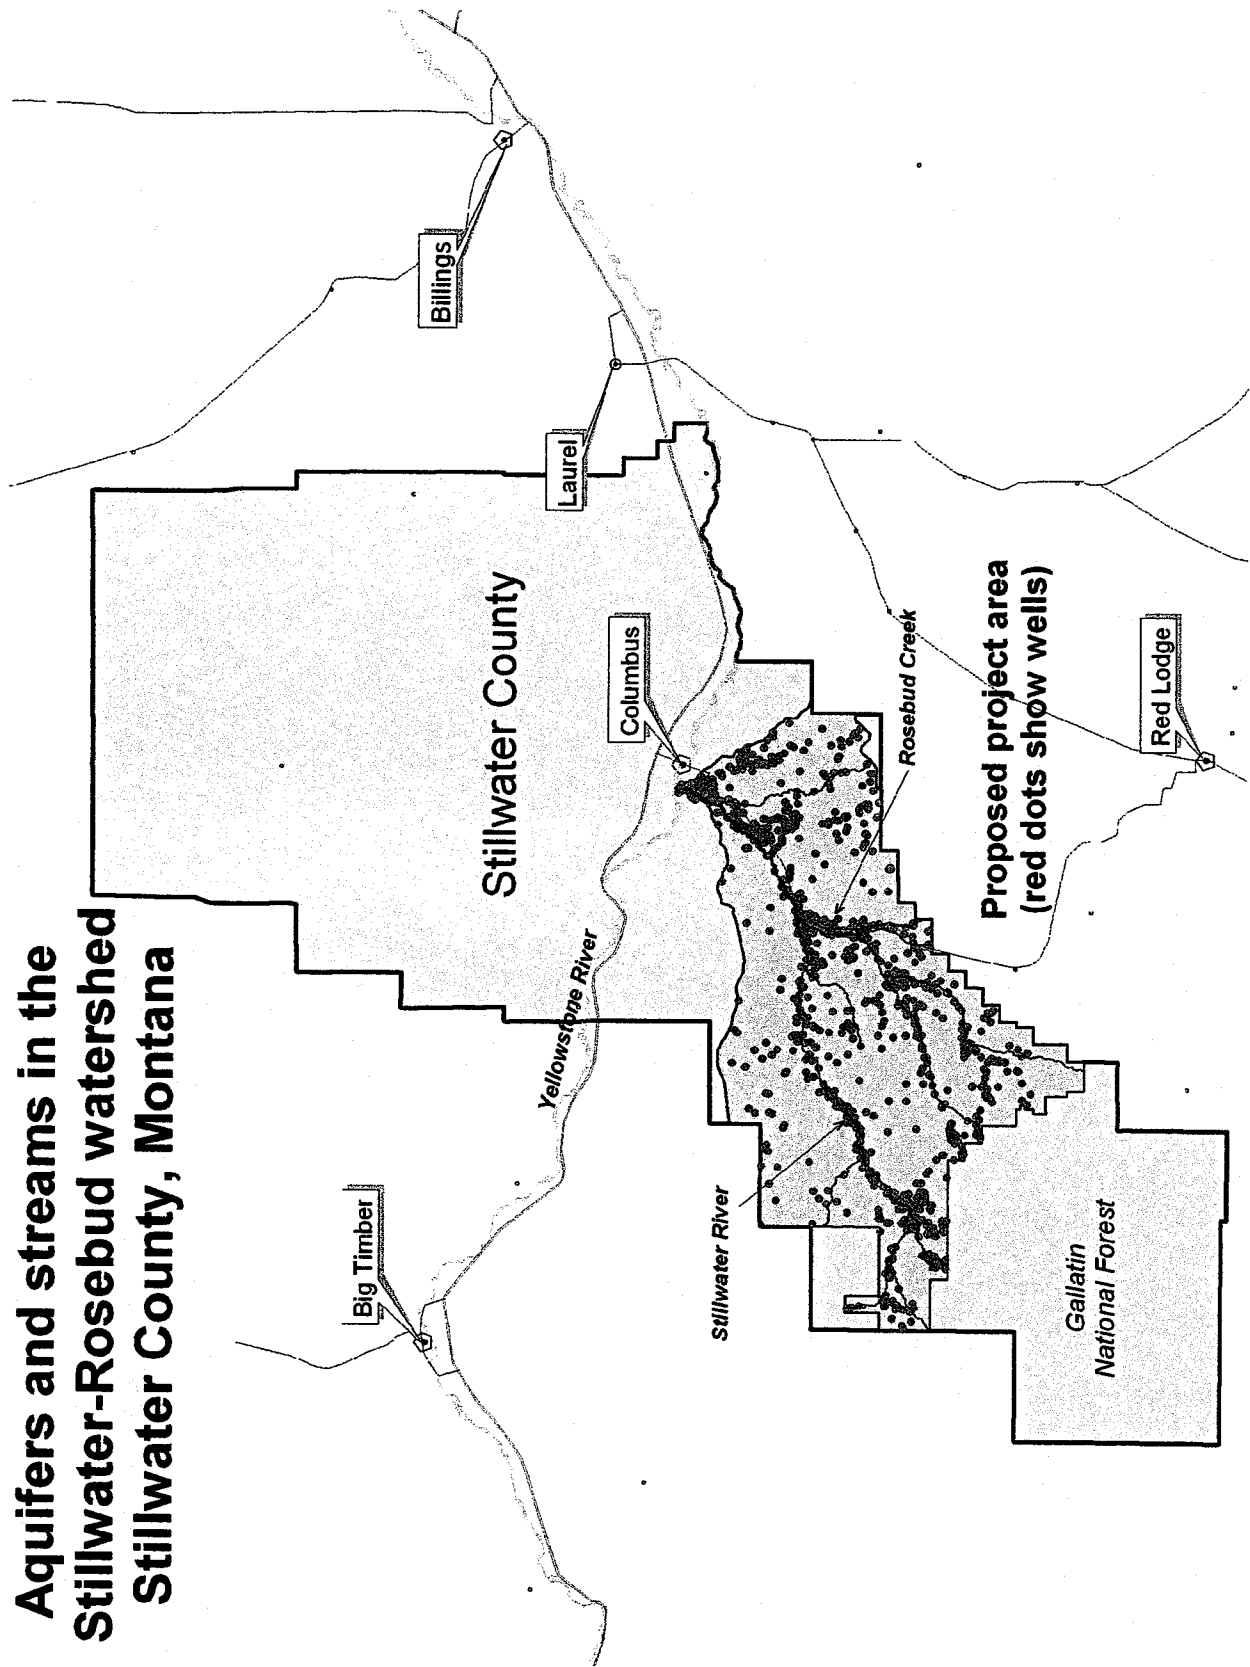 Aquifers and streams in the
Stillwater-Rosebud watershed
Stillwater County, Montana
Big Timber
Billings
Laurel
Columbus
Red Lodge
Stillwater County
Yellowstone River
Stillwater River
Rosebud Creek
Proposed project area
(red dots show wells)
Gallatin
National Forest